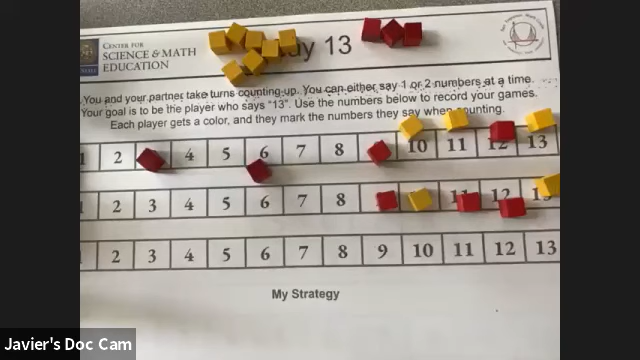 CENTER FOR
SCIENCE & MATH
EDUCATION
y 13
You and your partner take turns counting up. You can either say 1 or 2 numbers at a time.
Your goal is to be the player who says "13". Use the numbers below to record your games.
Each player gets a color, and they mark the numbers they say when counting.
2 4 5 6 7 8 10 11 12 13
2 3 4 5 6 7 8 11 12 13
2 3 4 5 6 7 8 9 10 11 12 13
My Strategy
Javier's Doc Cam